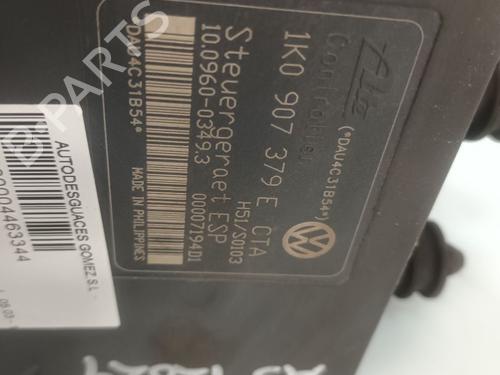 Ate
Controller
(*DAU4C31B54*)
1K0 907 379 E CTA
H51/S0103
Steuergeraet ESP
10.0960-0349.3
00007194D1
*DAU4C31B54*
MADE IN PHILIPPINES
AUTODESGUACES GOMEZ S.L